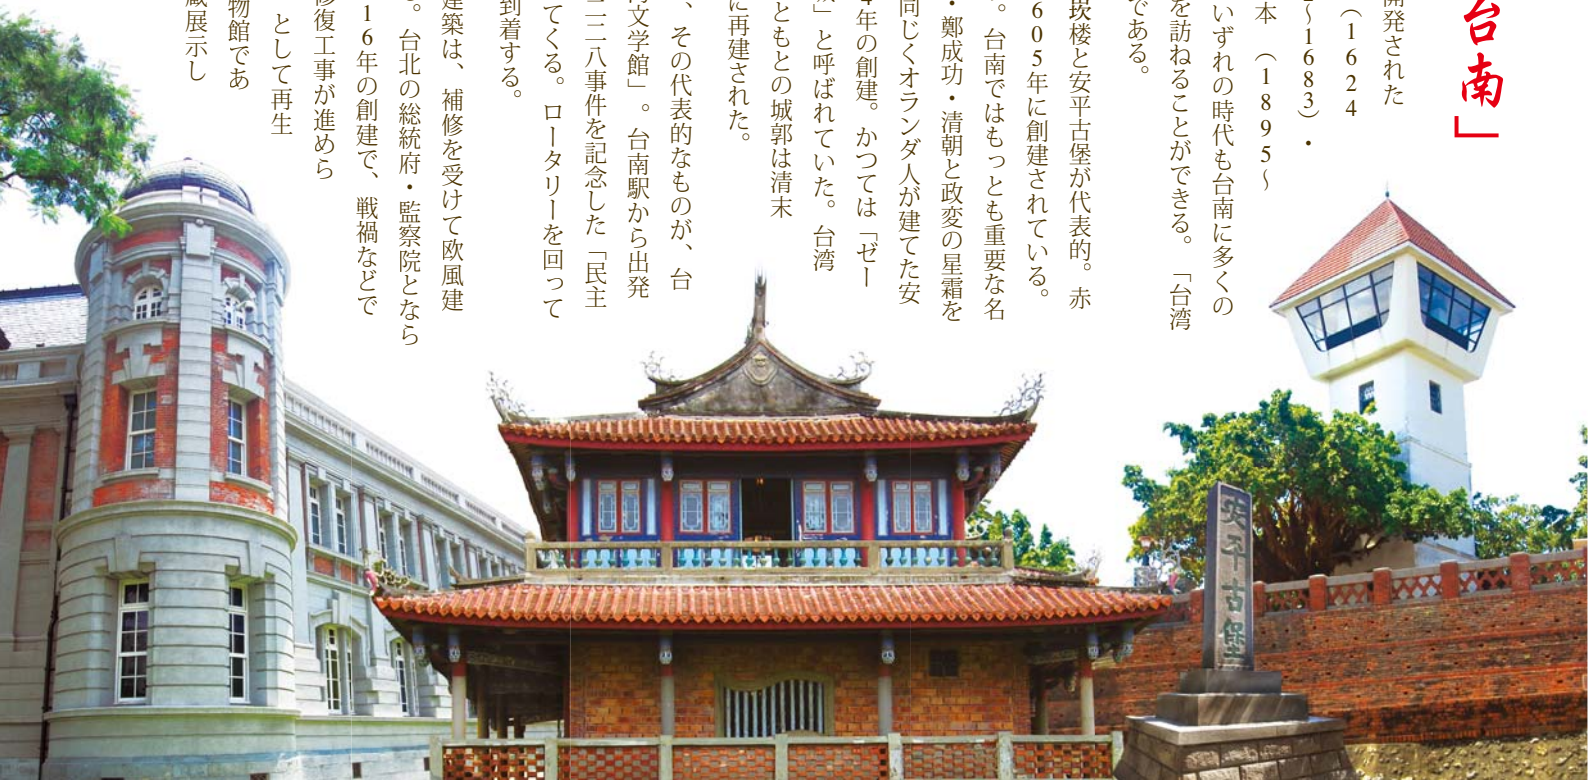 台南」
開発された
（1624
～1683）・
本　（1895～
いずれの時代も台南に多くの
を訪ねることができる。「台湾
である。
崁楼と安平古堡が代表的。赤
605年に創建されている。
。台南ではもっとも重要な名
・鄭成功・清朝と政変の星霜を
同じくオランダ人が建てた安
4年の創建。かつては「ゼー
」と呼ばれていた。台湾
ともとの城郭は清末
に再建された。
、その代表的なものが、台
文学館」。台南駅から出発
二二八事件を記念した「民主
てくる。ロータリーを回って
到着する。
建築は、補修を受けて欧風建
。台北の総統府・監察院となら
16年の創建で、戦禍などで
修復工事が進めら
として再生
物館であ
蔵展示し
安平古堡